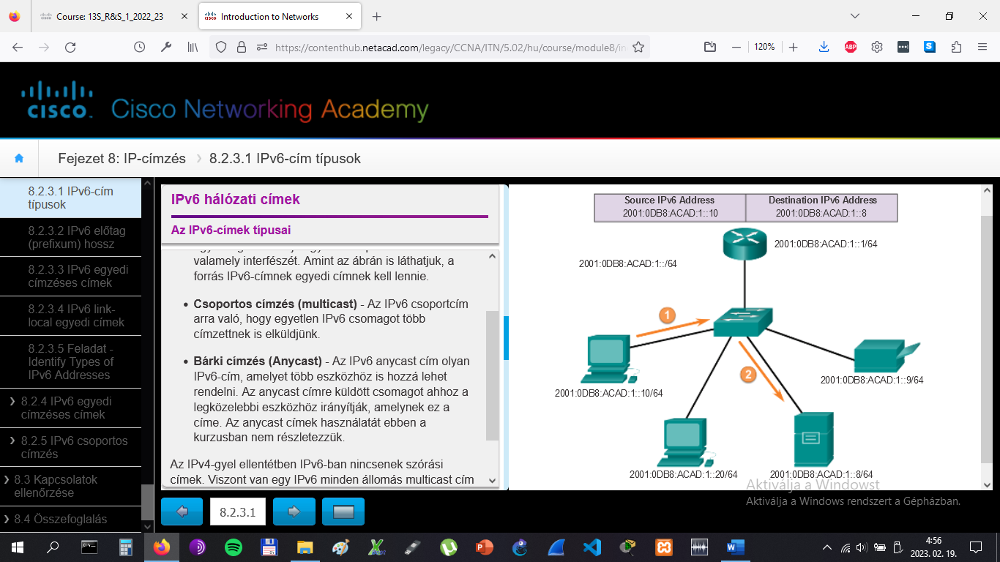 Course: 13S_R&S_1_2022_23
Introduction to Networks
https://contenthub.netacad.com/legacy/CCNA/ITN/5.02/hu/course/module8/in
120%
ABP
S
CISCO
Cisco Networking Academy
Fejezet 8: IP-címzés
8.2.3.1 IPv6-cím típusok
8.2.3.1 IPv6-cím
típusok
8.2.3.2 IPv6 előtag
(prefixum) hossz
8.2.3.3 IPv6 egyedi
címzéses címek
8.2.3.4 IPv6 link-
local egyedi címek
8.2.3.5 Feladat -
Identify Types of
IPv6 Addresses
8.2.4 IPv6 egyedi
címzéses címek
8.2.5 IPv6 csoportos
címzés
8.3 Kapcsolatok
ellenőrzése
8.4 Összefoglalás
IPv6 hálózati címek
Az IPv6-címek típusai
valamely interfészét. Amint az ábrán is láthatjuk, a
forrás IPv6-címnek egyedi címnek kell lennie.
• Csoportos címzés (multicast) - Az IPv6 csoportcím
arra való, hogy egyetlen IPv6 csomagot több
címzettnek is elküldjünk.
• Bárki címzés (Anycast) - Az IPv6 anycast cím olyan
IPv6-cím, amelyet több eszközhöz is hozzá lehet
rendelni. Az anycast címre küldött csomagot ahhoz a
legközelebbi eszközhöz irányítják, amelynek ez a
címe. Az anycast címek használatát ebben a
kurzusban nem részletezzük.
Az IPv4-gyel ellentétben IPv6-ban nincsenek szórási
címek. Viszont van egy IPv6 minden állomás multicast cím
8.2.3.1
Source IPv6 Address
2001:0DB8:ACAD:1::10
Destination IPv6 Address
2001:0DB8:ACAD:1::8
2001:0DB8:ACAD:1::1/64
2001:0DB8:ACAD:1::/64
1
2
2001:0DB8:ACAD:1::10/64
2001:0DB8:ACAD:1::9/64
2001:0DB8:ACAD:1::20/64
2001:0DB8:ACAD:1::8/64
Aktiválja a Windowst
Aktiválja a Windows rendszert a Gépházban.
4:56
2023. 02. 19.